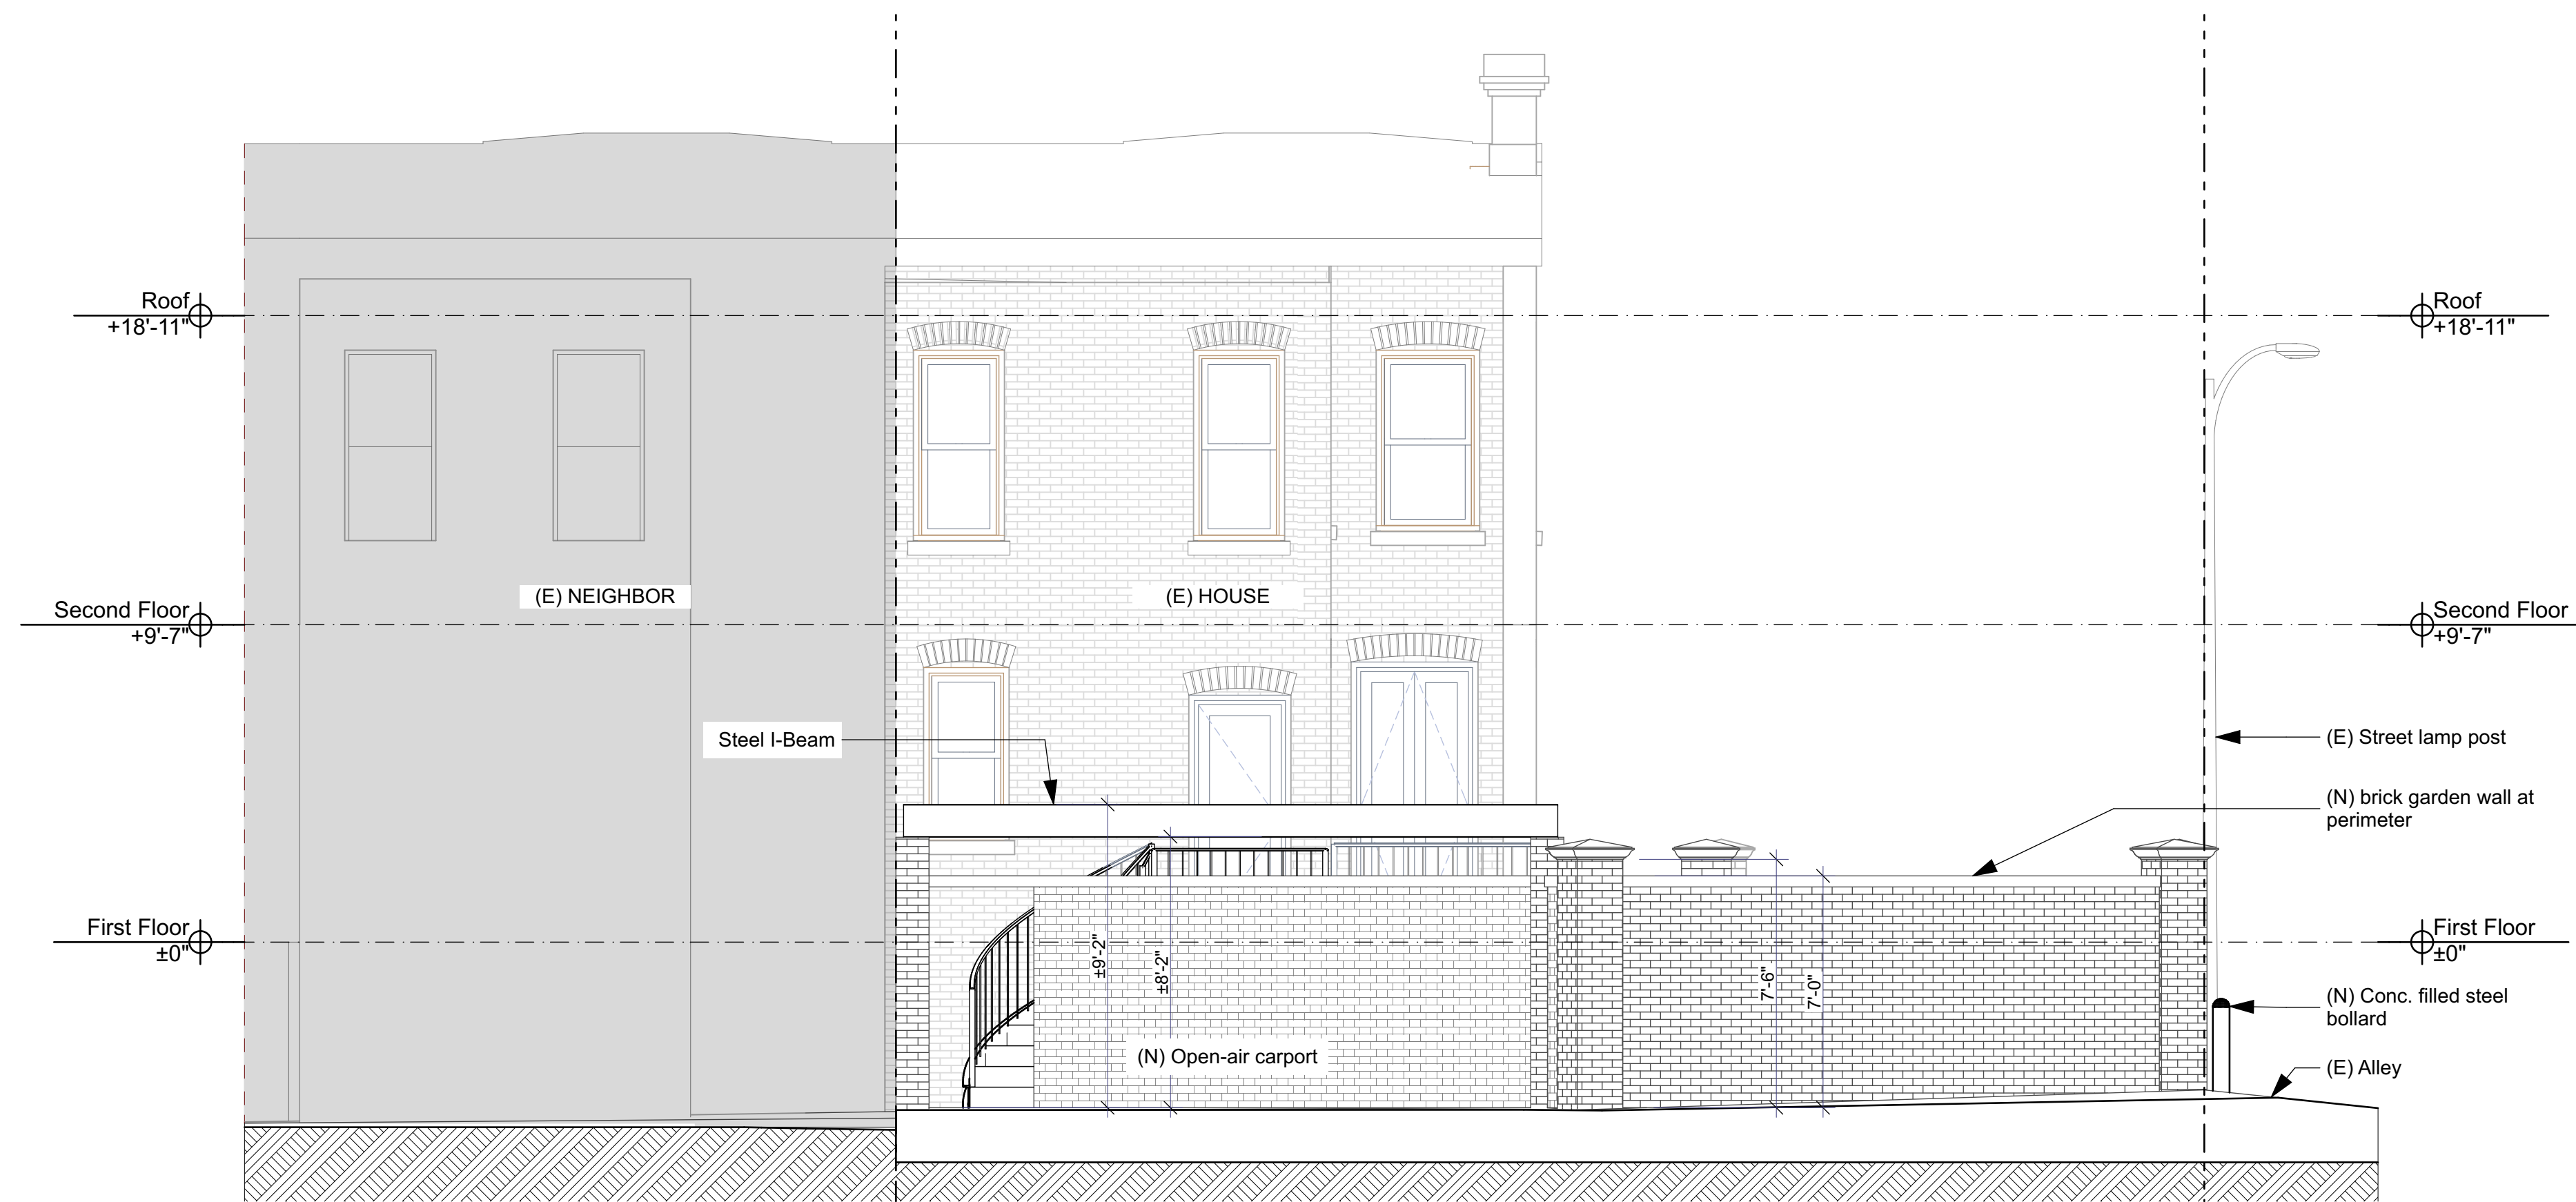 Roof
+18'-11"
Roof
+18'-11"
(E) NEIGHBOR
(E) HOUSE
Second Floor
+9'-7"
Second Floor
+9'-7"
Steel I-Beam
(E) Street lamp post
(N) brick garden wall at
perimeter
First Floor
±0"
First Floor
±0"
±9'-2"
±8'-2"
7'-6"
7'-0"
(N) Conc. filled steel
bollard
(N) Open-air carport
(E) Alley